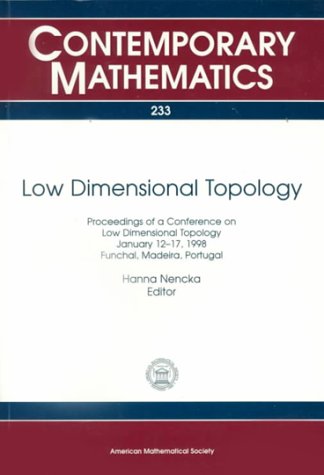 CONTEMPORARY
MATHEMATICS
233
Low Dimensional Topology
Proceedings of a Conference on
Low Dimensional Topology
January 12–17, 1998
Funchal, Madeira, Portugal
Hanna Nencka
Editor
American Mathematical Society